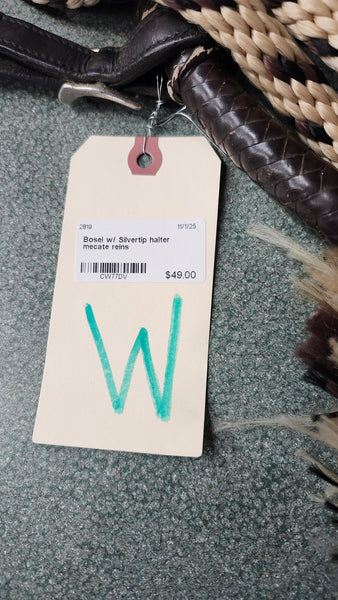 2819 11/1/25
Bosel w/ Silvertip halter
mecate reins
CW77DV $49.00
W